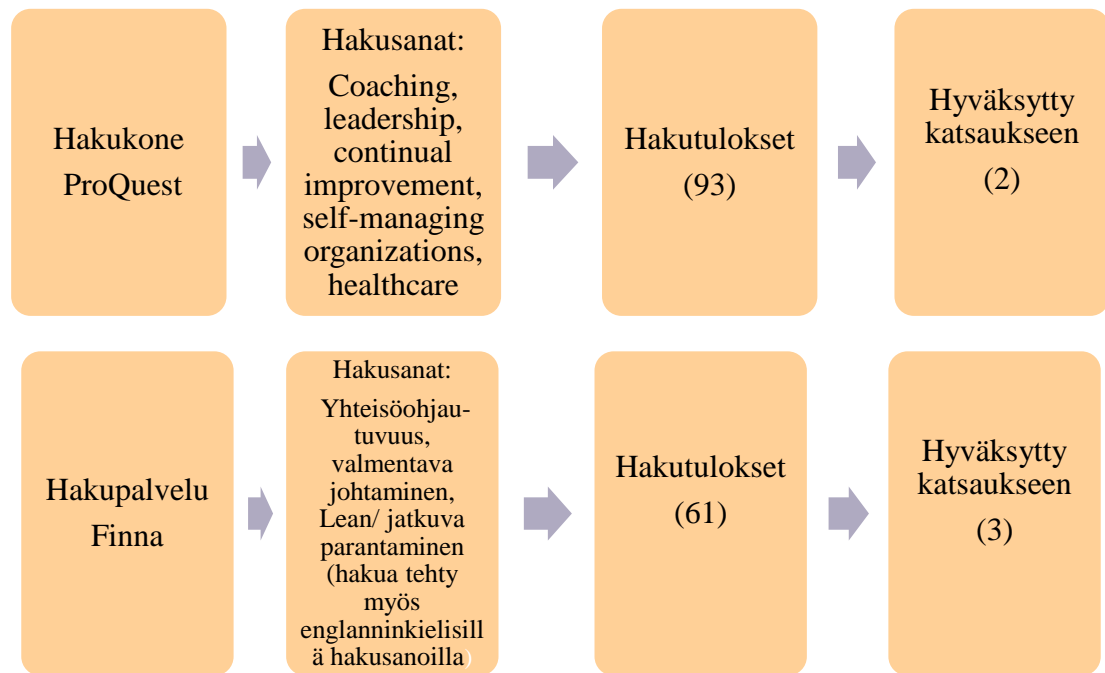 Hakukone
ProQuest
Hakusanat:
Coaching,
leadership,
continual
improvement,
self-managing
organizations,
healthcare
Hakutulokset
(93)
Hyväksytty
katsaukseen
(2)
Hakupalvelu
Finna
Hakusanat:
Yhteisöohjau-
tuvuus,
valmentava
johtaminen,
Lean/ jatkuva
parantaminen
(hakua tehty
myös
englanninkielisill
ä hakusanoilla)
Hakutulokset
(61)
Hyväksytty
katsaukseen
(3)